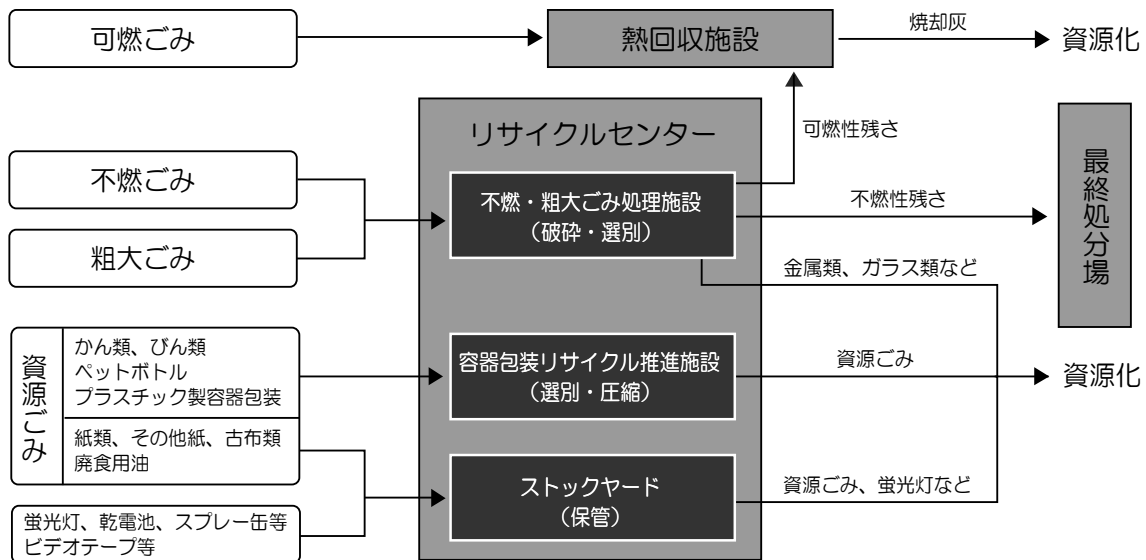 可燃ごみ
熱回収施設
焼却灰
資源化
リサイクルセンター
可燃性残さ
不燃ごみ
粗大ごみ
不燃・粗大ごみ処理施設
（破砕・選別）
不燃性残さ
最終処分場
金属類、ガラス類など
資源ごみ
かん類、びん類
ペットボトル
プラスチック製容器包装
紙類、その他紙、古布類
廃食用油
容器包装リサイクル推進施設
（選別・圧縮）
資源ごみ
資源化
ストックヤード
（保管）
資源ごみ、蛍光灯など
蛍光灯、乾電池、スプレー缶等
ビデオテープ等